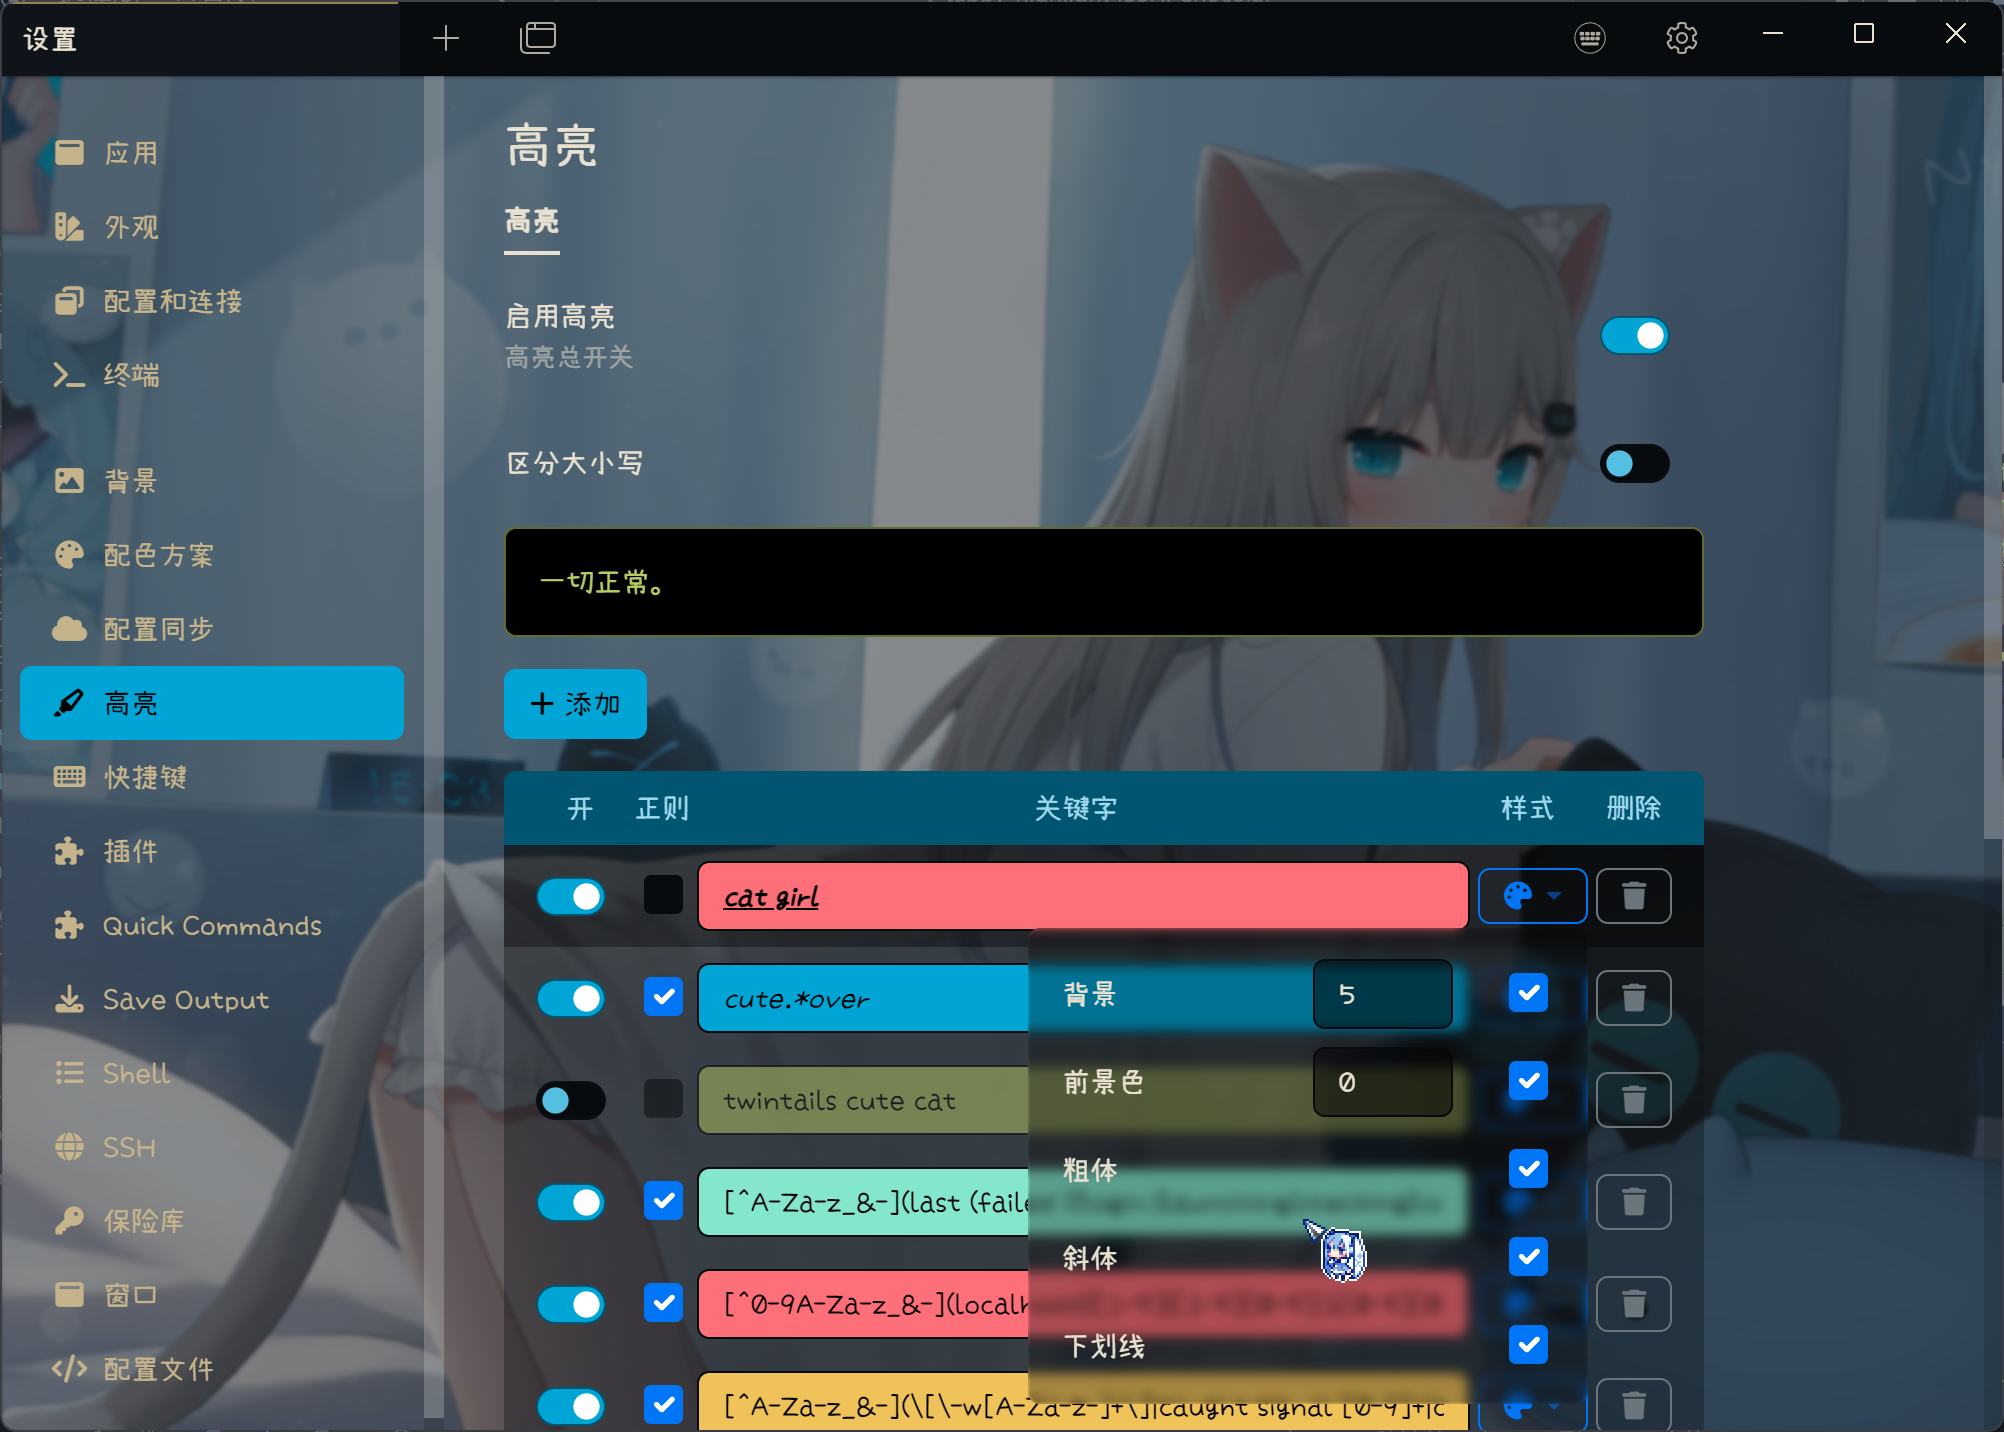 设置
应用
外观
配置和连接
终端
背景
配色方案
配置同步
高亮
快捷键
插件
Quick Commands
Save Output
Shell
SSH
保险库
窗口
配置文件
高亮
高亮
启用高亮
高亮总开关
区分大小写
一切正常。
+ 添加
开 正则 关键字 样式 删除
cat girl
cute.*over
twintails cute cat
[^A-Za-z_&-](last (faile
[^0-9A-Za-z_&-](localh
[^A-Za-z_&-](\[\-w[A-Za-z-]+\]|caught signal [0-9]+|c
背景 5
前景色 0
粗体
斜体
下划线